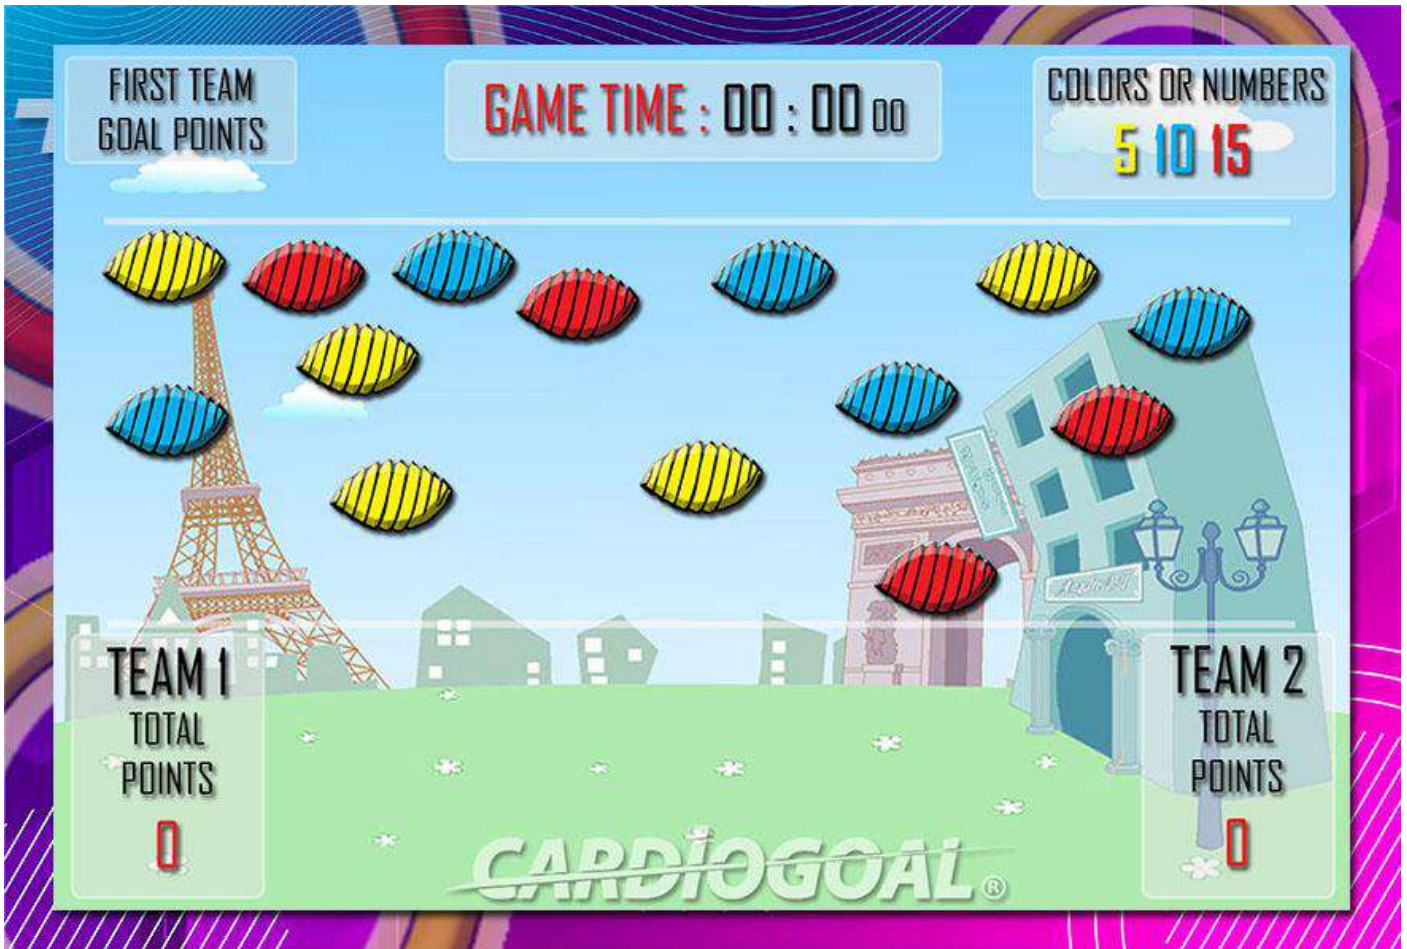 FIRST TEAM
GOAL POINTS
GAME TIME : 00 : 00 00
COLORS OR NUMBERS
5 10 15
TEAM 1
TOTAL
POINTS
0
TEAM 2
TOTAL
POINTS
0
CARDIOGOAL®